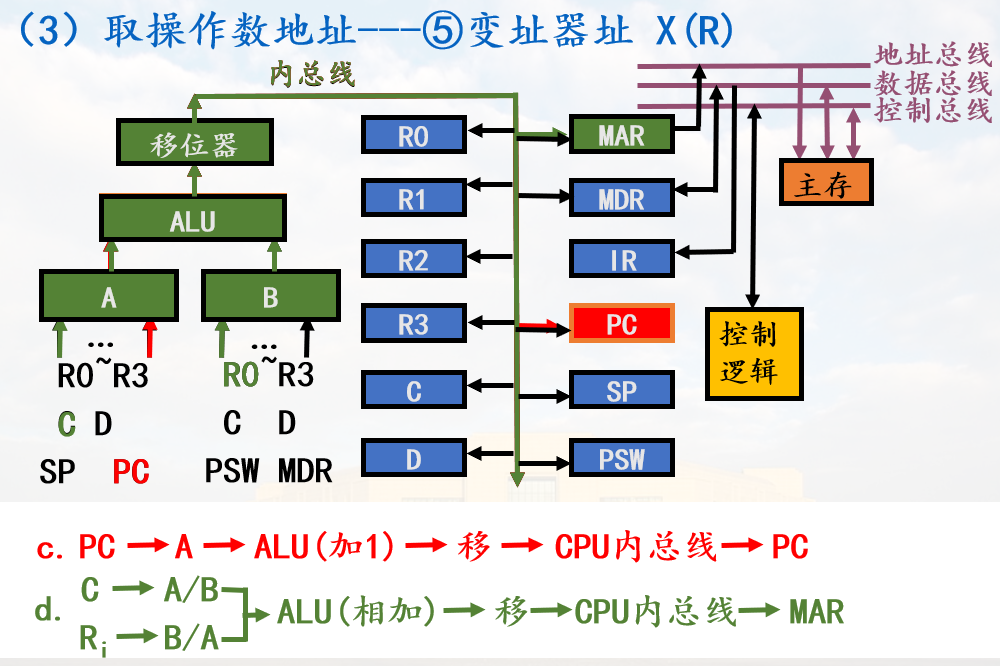 (3) 取操作数地址---⑤变址器址 X(R)
内总线
地址总线
数据总线
控制总线
移位器
R0
MAR
主存
R1
MDR
ALU
R2
IR
A
B
R3
PC
控制
逻辑
...
...
R0~R3
R0~R3
C
SP
C D
C D
D
PSW
SP PC
PSW MDR
c. PC → A → ALU(加1) → 移 → CPU内总线 → PC
C → A/B
d. ALU(相加) → 移 → CPU内总线 → MAR
Ri → B/A